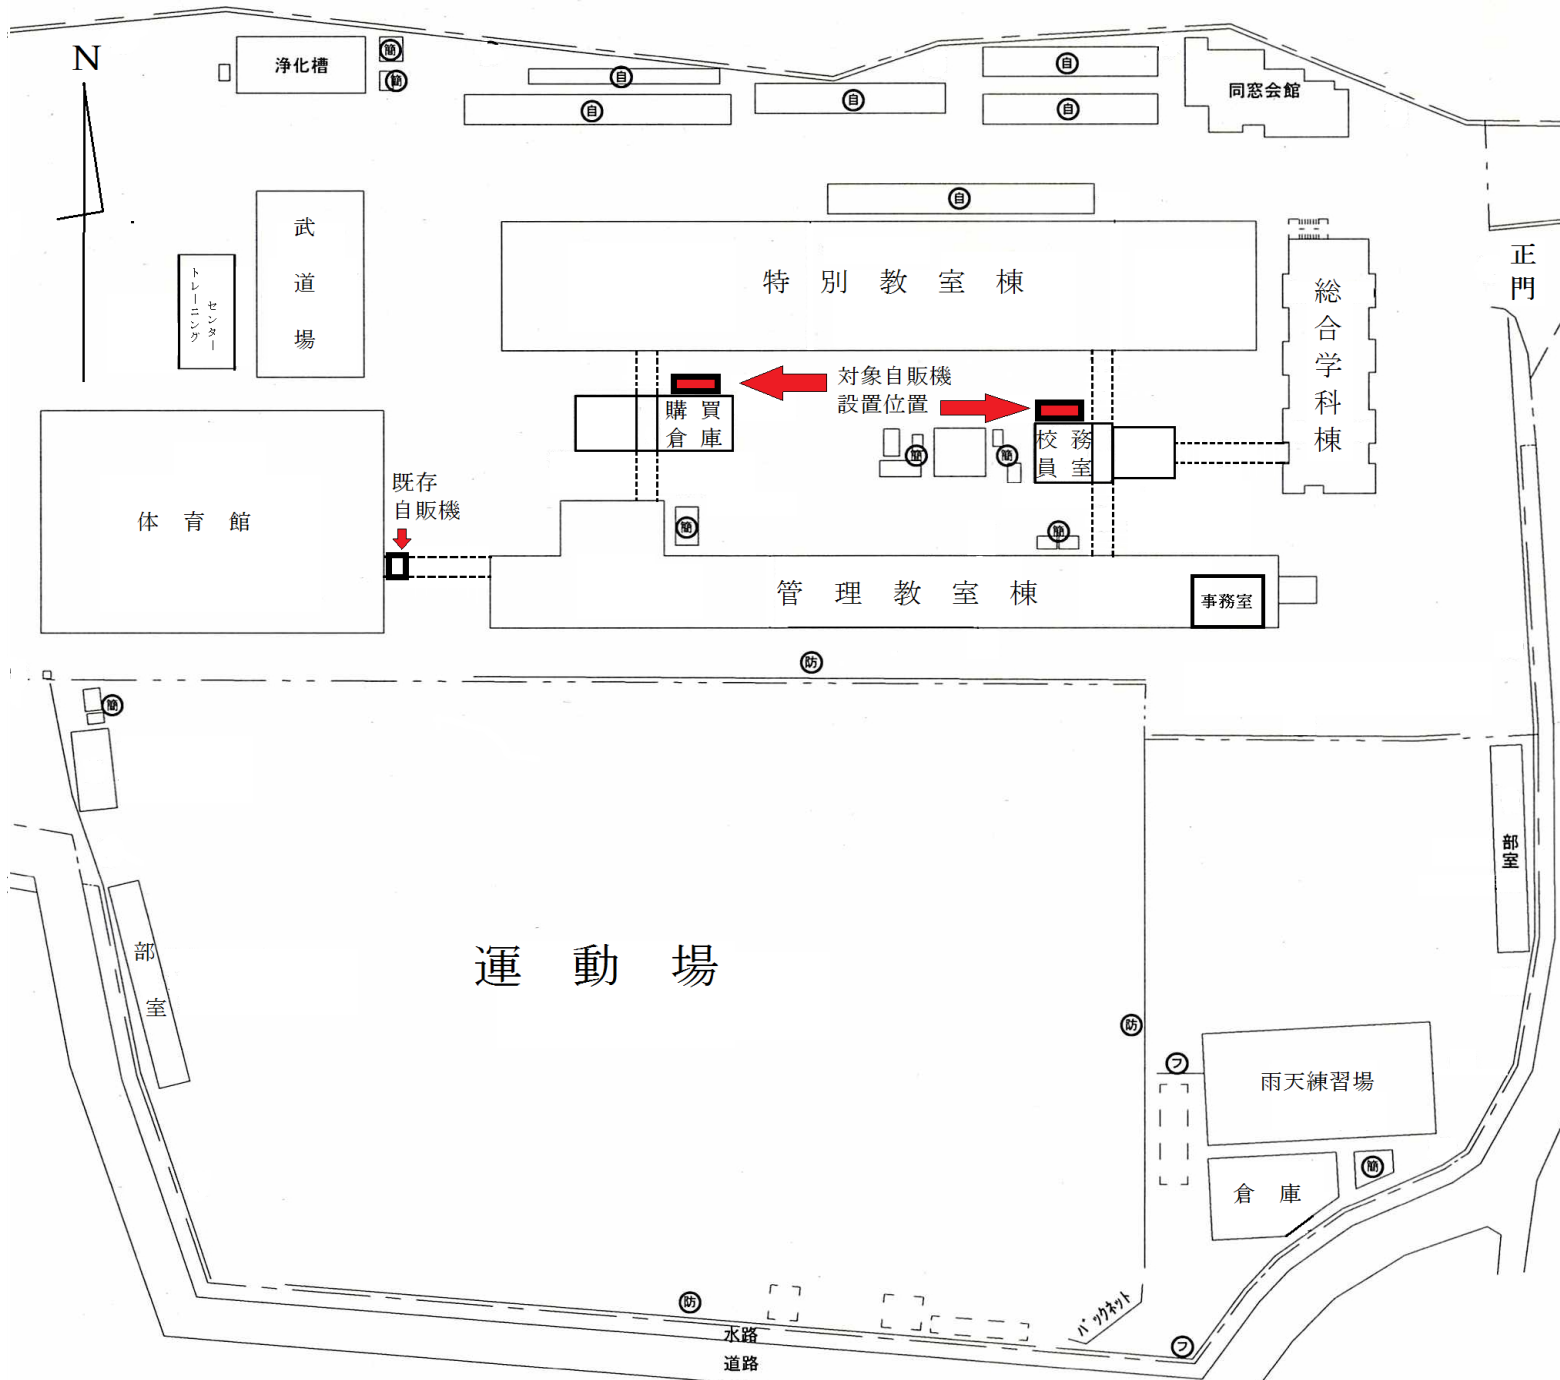 N
浄化槽
簡
簡
自
自
自
自
自
同窓会館
自
武道場
トレーニング
センター
特別教室棟
総合学科棟
正門
対象自販機
設置位置
購買
倉庫
校務
員室
簡
簡
既存
自販機
体育館
簡
簡
管理教室棟
事務室
防
簡
部室
部室
運動場
防
フ
雨天練習場
倉庫
簡
防
バックネット
フ
水路
道路